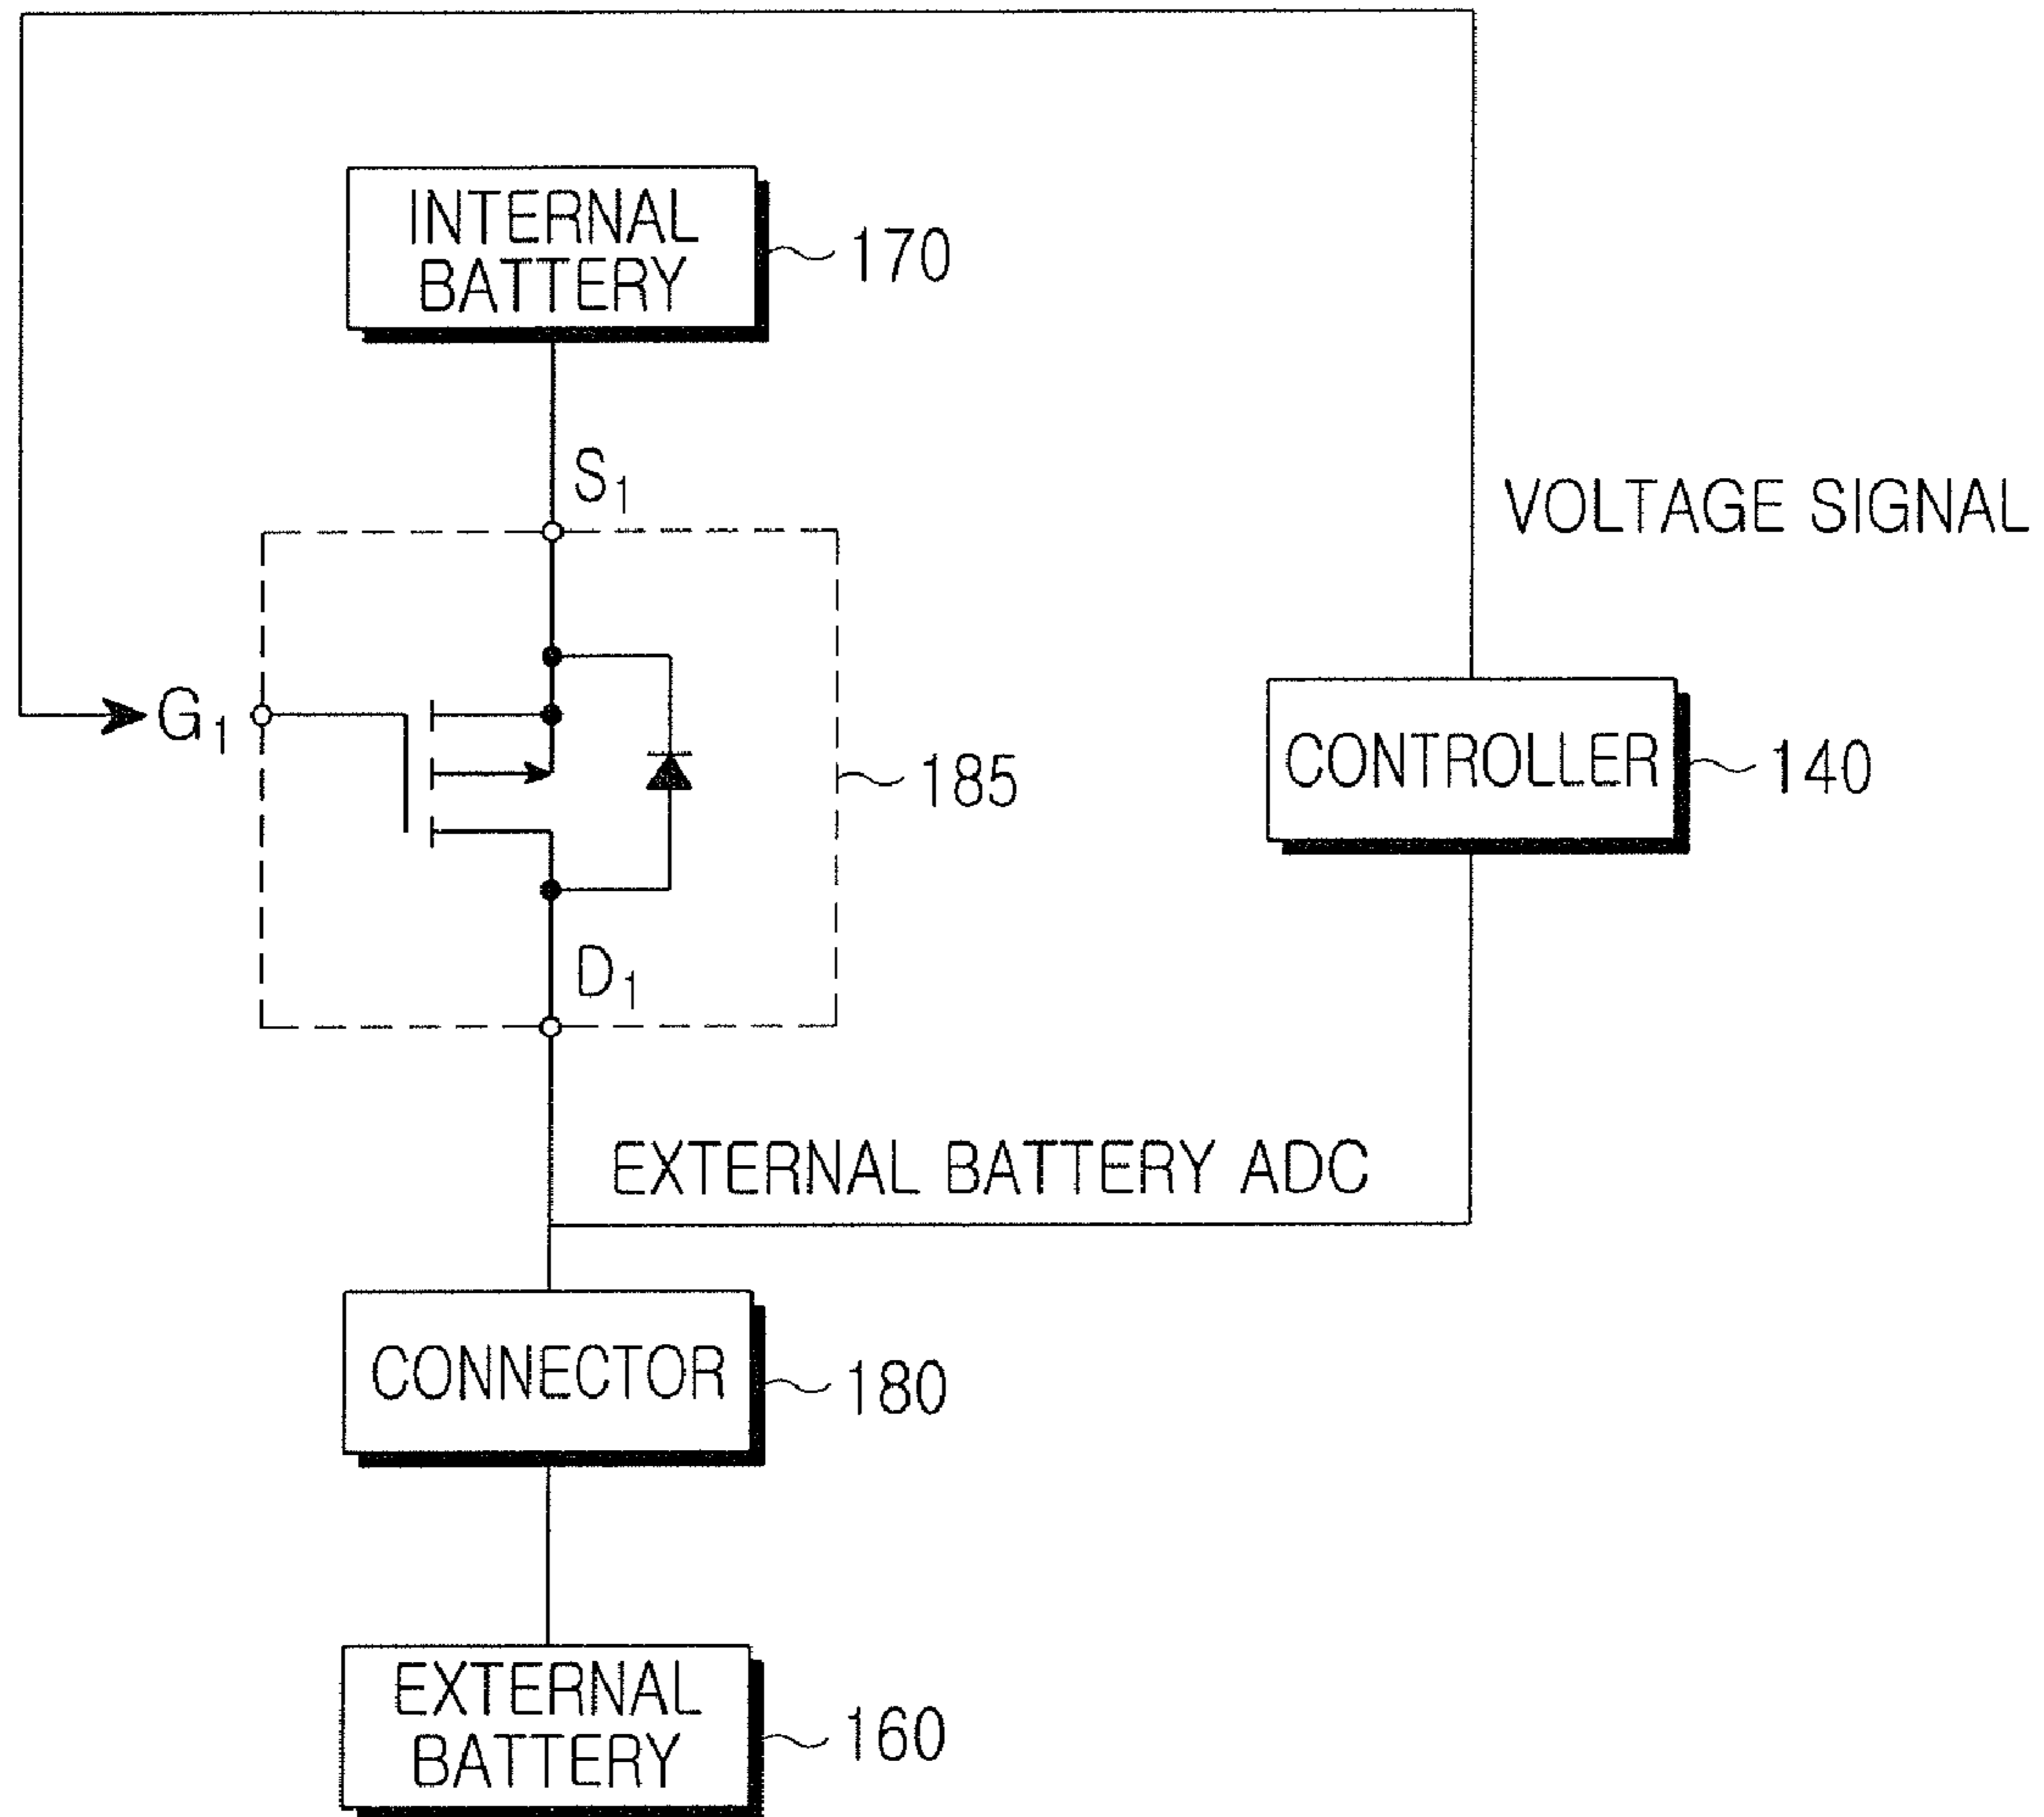 INTERNAL
BATTERY
170
S1
VOLTAGE SIGNAL
G1
185
CONTROLLER
140
D1
EXTERNAL BATTERY ADC
CONNECTOR
180
EXTERNAL
BATTERY
160